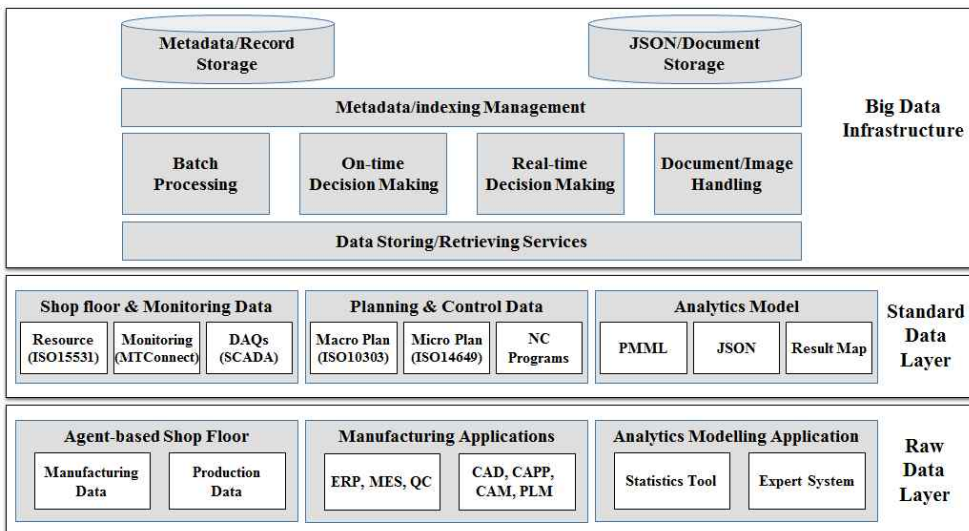 Metadata/Record
Storage
JSON/Document
Storage
Metadata/indexing Management
Big Data
Infrastructure
Batch
Processing
On-time
Decision Making
Real-time
Decision Making
Document/Image
Handling
Data Storing/Retrieving Services
Shop floor & Monitoring Data
Resource
(ISO15531)
Monitoring
(MTConnect)
DAQs
(SCADA)
Planning & Control Data
Macro Plan
(ISO10303)
Micro Plan
(ISO14649)
NC
Programs
Analytics Model
PMML
JSON
Result Map
Standard
Data
Layer
Agent-based Shop Floor
Manufacturing
Data
Production
Data
Manufacturing Applications
ERP, MES, QC
CAD, CAPP,
CAM, PLM
Analytics Modelling Application
Statistics Tool
Expert System
Raw
Data
Layer